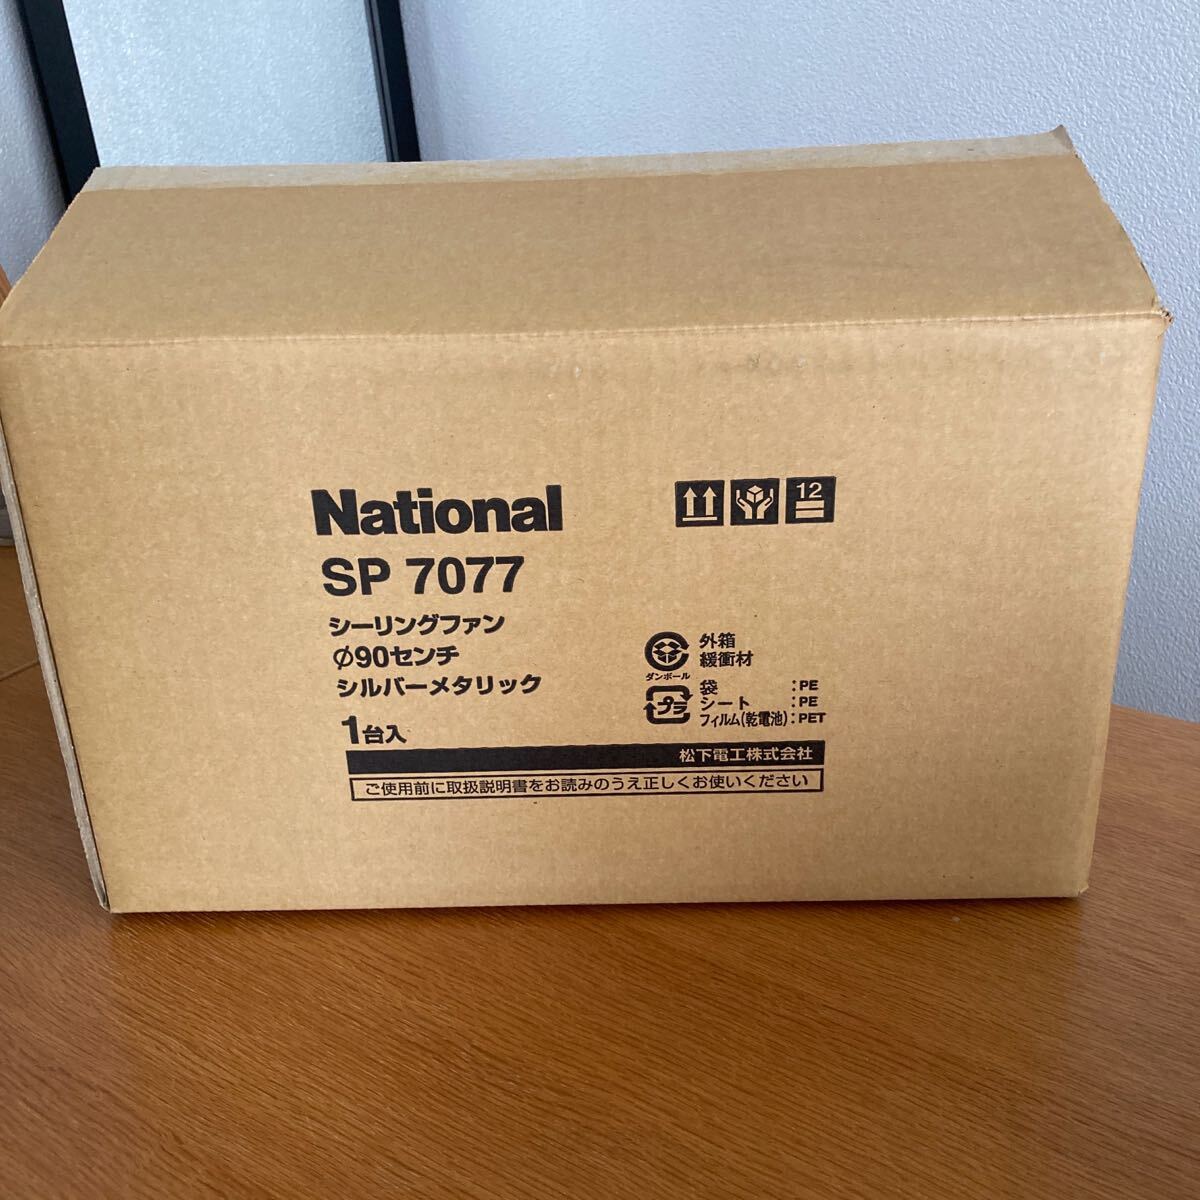 National
SP 7077
シーリングファン
φ90センチ
シルバーメタリック
1台入
12
ダンボール
外箱
緩衝材
プラ
袋 : PE
シート : PE
フィルム(乾電池) : PET
松下電工株式会社
ご使用前に取扱説明書をお読みのうえ正しくお使いください